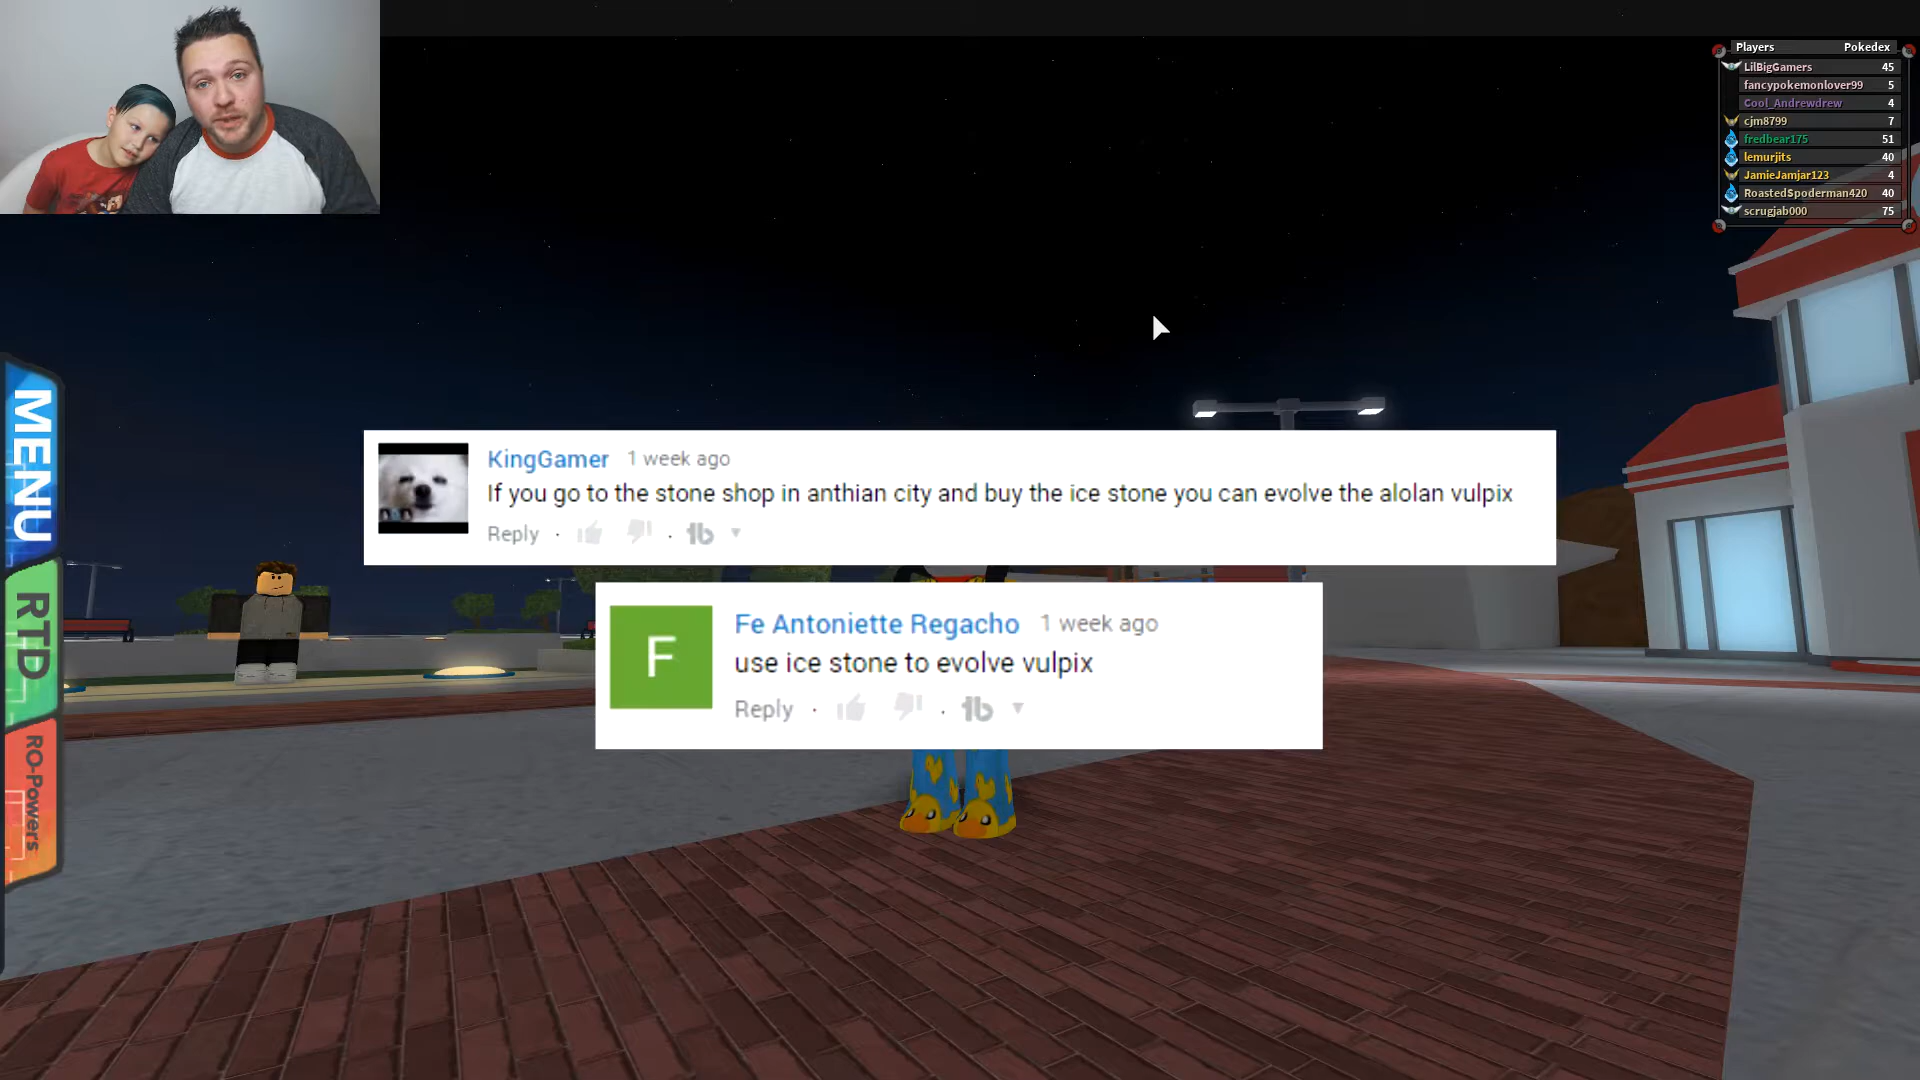 Players Pokedex
LilBigGamers 45
fancypokemonlover99 5
Cool_Andrewdrew 4
cjm8799 7
fredbear175 51
lemurjits 40
JamieJamjar123 4
RoastedSpoderman420 40
scrugjab000 75
MENU
RTD
RO-Powers
KingGamer 1 week ago
If you go to the stone shop in anthian city and buy the ice stone you can evolve the alolan vulpix
Reply
F
Fe Antoniette Regacho 1 week ago
use ice stone to evolve vulpix
Reply